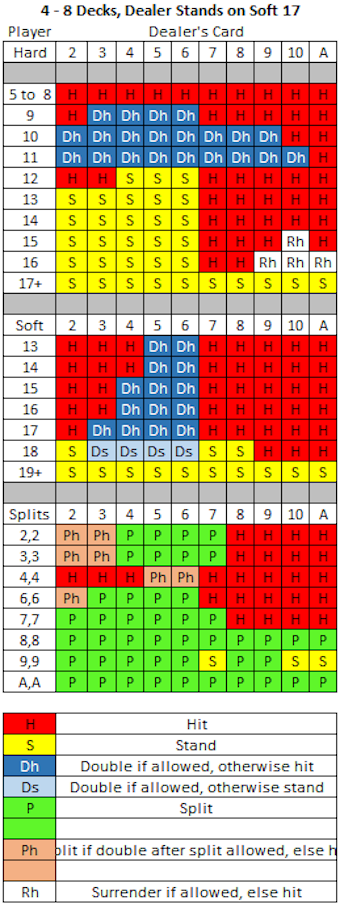 4 - 8 Decks, Dealer Stands on Soft 17
Player Dealer's Card
Hard 2 3 4 5 6 7 8 9 10 A
5 to 8 H H H H H H H H H H
9 H Dh Dh Dh Dh H H H H H
10 Dh Dh Dh Dh Dh Dh Dh Dh H H
11 Dh Dh Dh Dh Dh Dh Dh Dh Dh H
12 H H S S S H H H H H
13 S S S S S H H H H H
14 S S S S S H H H H H
15 S S S S S H H H Rh H
16 S S S S S H H Rh Rh Rh
17+ S S S S S S S S S S
Soft 2 3 4 5 6 7 8 9 10 A
13 H H H Dh Dh H H H H H
14 H H H Dh Dh H H H H H
15 H H Dh Dh Dh H H H H H
16 H H Dh Dh Dh H H H H H
17 H Dh Dh Dh Dh H H H H H
18 S Ds Ds Ds Ds S S H H H
19+ S S S S S S S S S S
Splits 2 3 4 5 6 7 8 9 10 A
2,2 Ph Ph P P P P H H H H
3,3 Ph Ph P P P P H H H H
4,4 H H H Ph Ph H H H H H
6,6 Ph P P P P H H H H H
7,7 P P P P P P H H H H
8,8 P P P P P P P P P P
9,9 P P P P P S P P S S
A,A P P P P P P P P P P
H Hit
S Stand
Dh Double if allowed, otherwise hit
Ds Double if allowed, otherwise stand
P Split
Ph plit if double after split allowed, else h
Rh Surrender if allowed, else hit